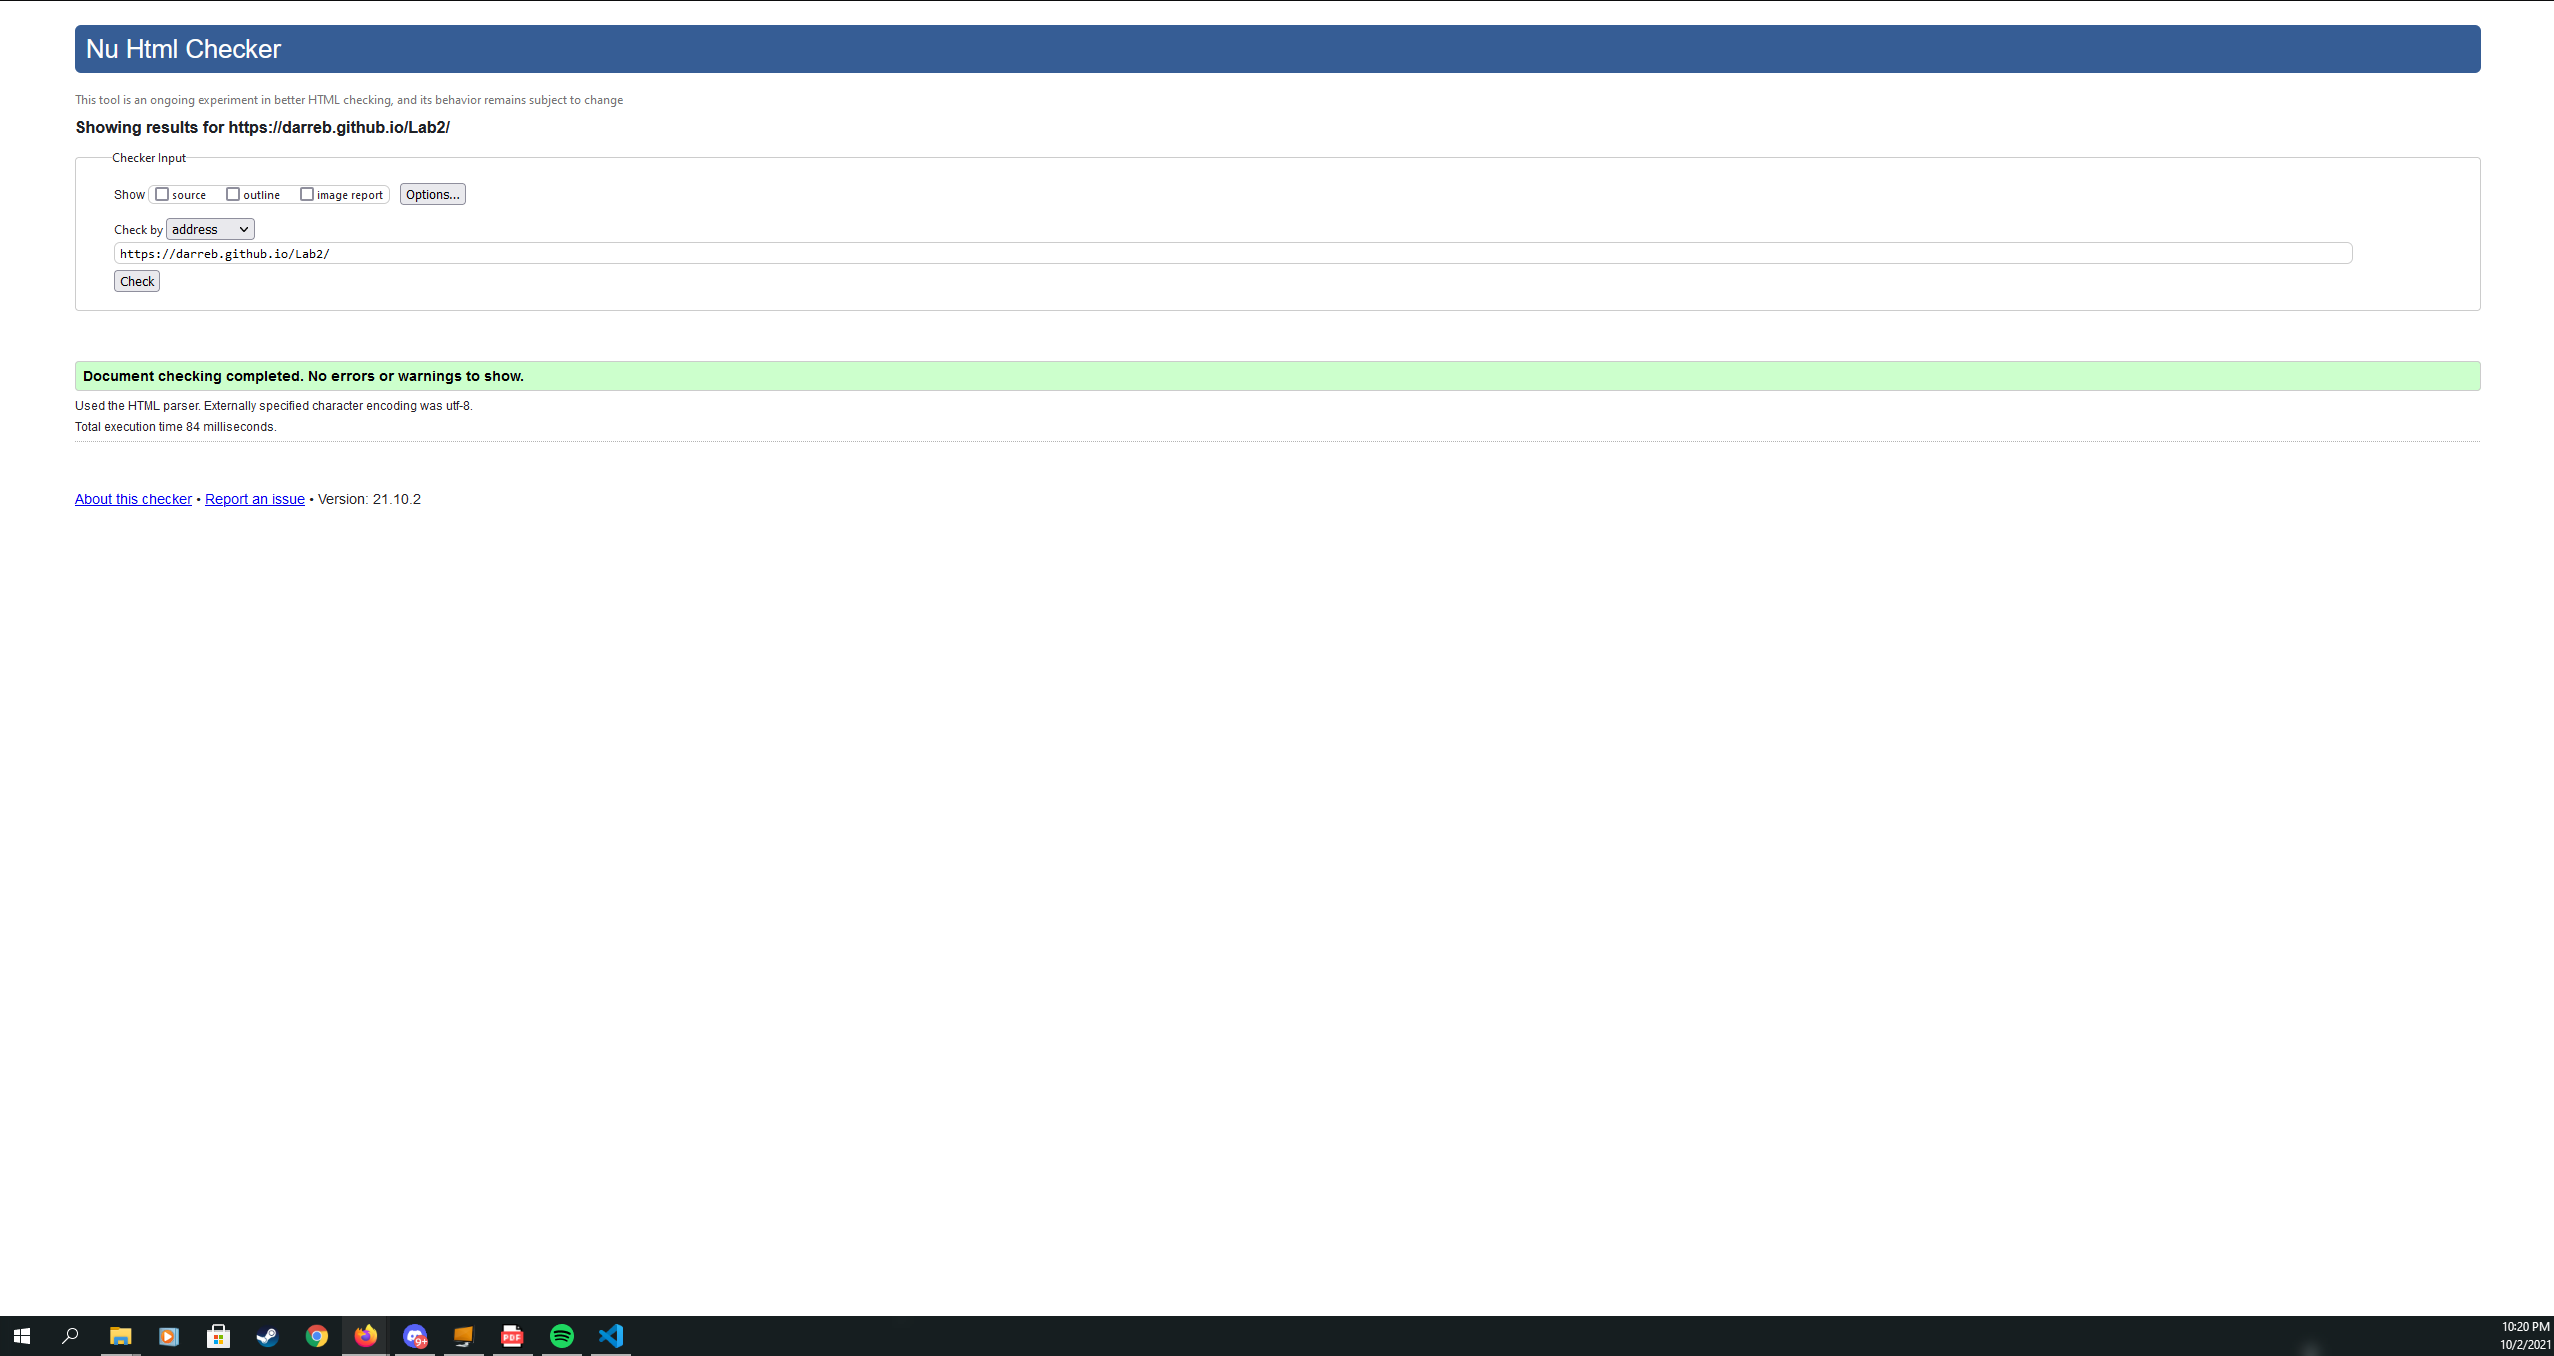 Nu Html Checker
This tool is an ongoing experiment in better HTML checking, and its behavior remains subject to change
Showing results for https://darreb.github.io/Lab2/
Checker Input
Show source outline image report Options...
Check by address
https://darreb.github.io/Lab2/
Check
Document checking completed. No errors or warnings to show.
Used the HTML parser. Externally specified character encoding was utf-8.
Total execution time 84 milliseconds.
About this checker • Report an issue • Version: 21.10.2
9+
PDF
10:20 PM
10/2/2021